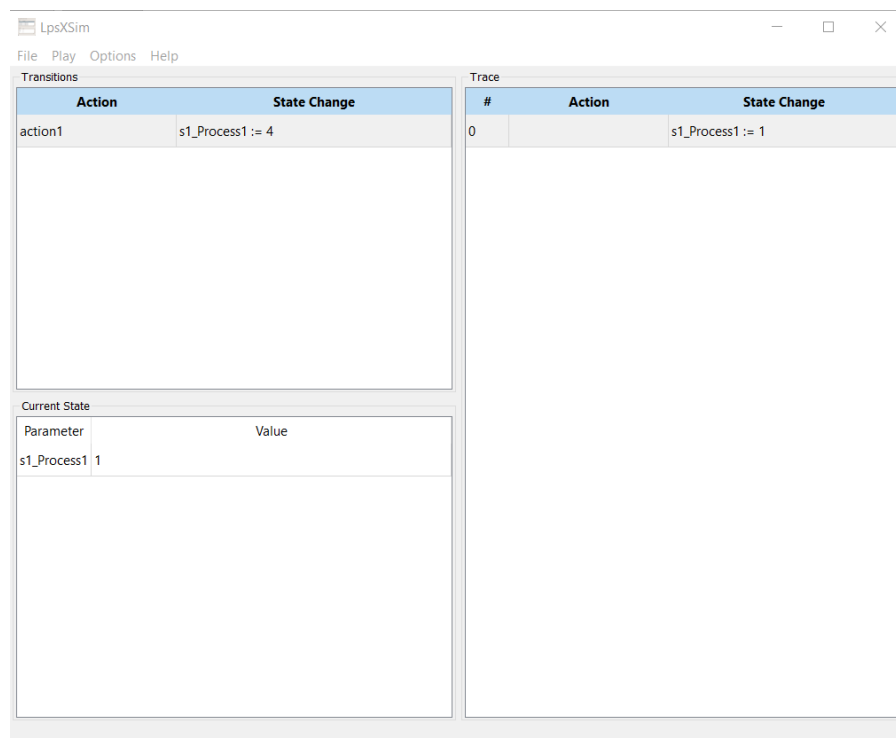 LpsXSim
File Play Options Help
Transitions
Action State Change
action1 s1_Process1 := 4
Current State
Parameter Value
s1_Process1 1
Trace
# Action State Change
0 s1_Process1 := 1